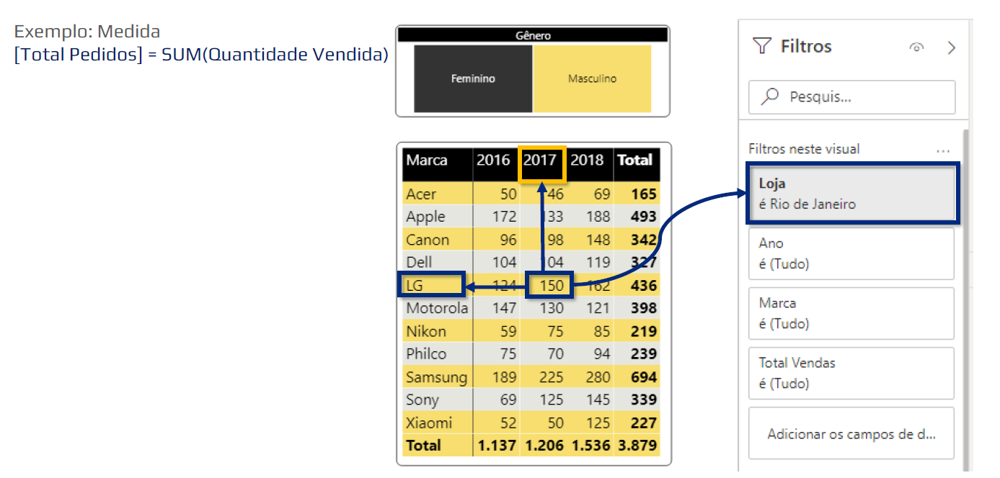 Exemplo: Medida
[Total Pedidos] = SUM(Quantidade Vendida)
Gênero
Feminino Masculino
Marca 2016 2017 2018 Total
Acer 50 46 69 165
Apple 172 133 188 493
Canon 96 98 148 342
Dell 104 104 119 327
LG 124 150 162 436
Motorola 147 130 121 398
Nikon 59 75 85 219
Philco 75 70 94 239
Samsung 189 225 280 694
Sony 69 125 145 339
Xiaomi 52 50 125 227
Total 1.137 1.206 1.536 3.879
Filtros
Pesquis...
Filtros neste visual ...
Loja
é Rio de Janeiro
Ano
é (Tudo)
Marca
é (Tudo)
Total Vendas
é (Tudo)
Adicionar os campos de d...